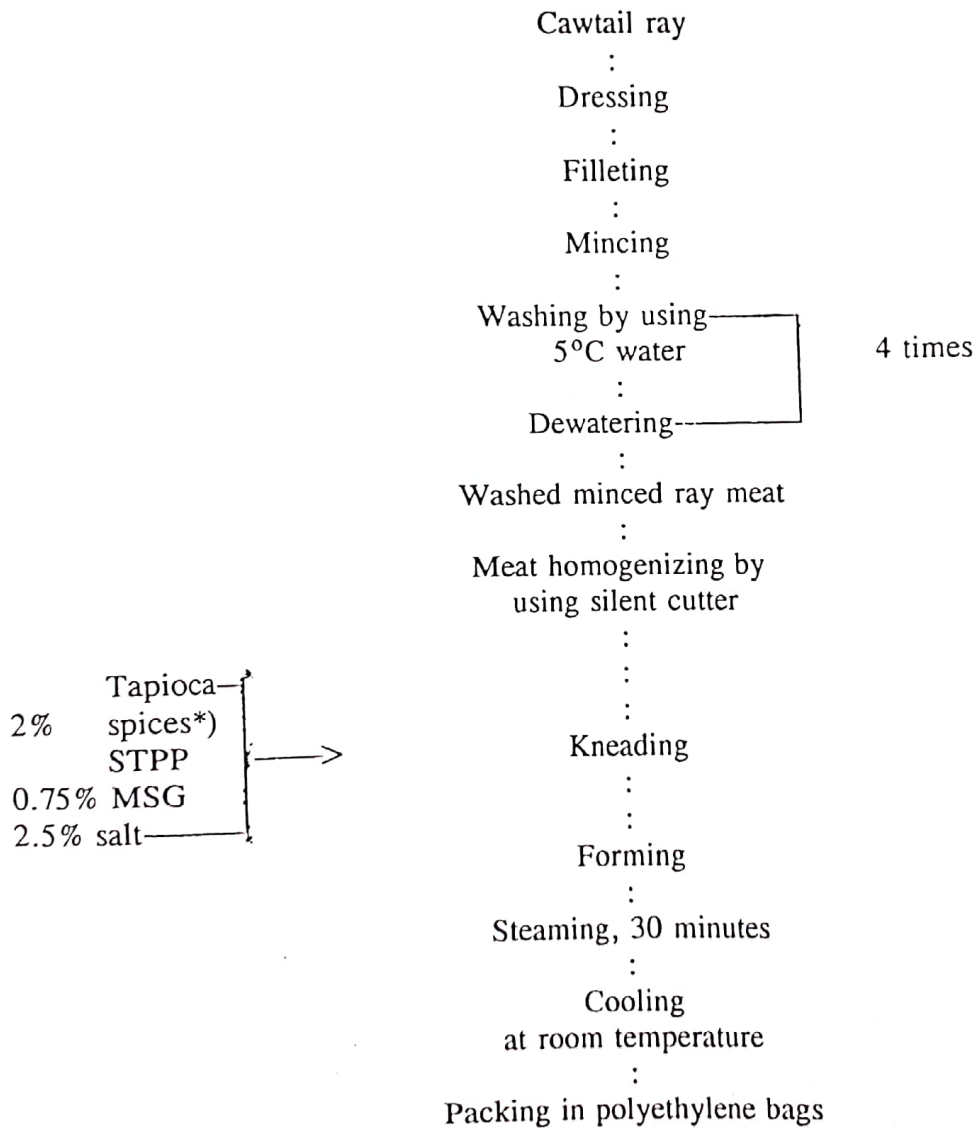 Cawtail ray
Dressing
Filleting
Mincing
Washing by using
5°C water
4 times
Dewatering
Washed minced ray meat
Meat homogenizing by
using silent cutter
Tapioca
2% spices*)
STPP
0.75% MSG
2.5% salt
Kneading
Forming
Steaming, 30 minutes
Cooling
at room temperature
Packing in polyethylene bags